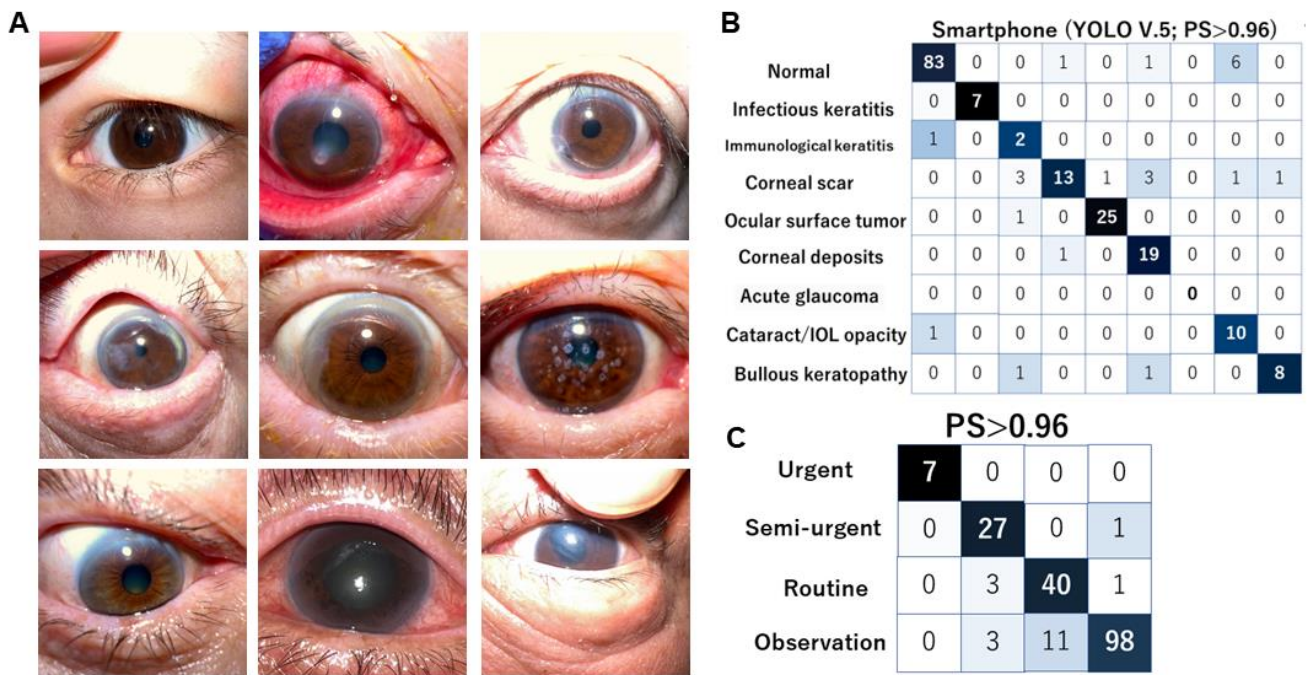 A
B
Smartphone (YOLO V.5; PS>0.96)
Normal 83 0 0 1 0 1 0 6 0
Infectious keratitis 0 7 0 0 0 0 0 0 0
Immunological keratitis 1 0 2 0 0 0 0 0 0
Corneal scar 0 0 3 13 1 3 0 1 1
Ocular surface tumor 0 0 1 0 25 0 0 0 0
Corneal deposits 0 0 0 1 0 19 0 0 0
Acute glaucoma 0 0 0 0 0 0 0 0 0
Cataract/IOL opacity 1 0 0 0 0 0 0 10 0
Bullous keratopathy 0 0 1 0 0 1 0 0 8
C
PS>0.96
Urgent 7 0 0 0
Semi-urgent 0 27 0 1
Routine 0 3 40 1
Observation 0 3 11 98